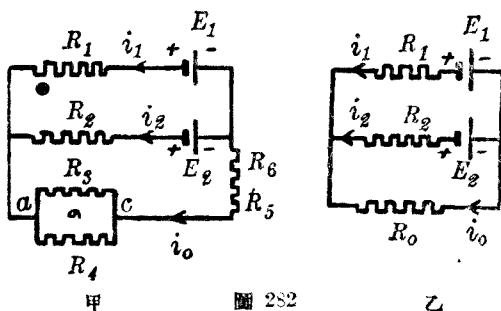 E₁
R₁ i₁ + -
R₂ i₂ + -
E₂
R₃ R₆
a c R₅
R₄ i₀
甲
E₁
i₁ R₁ + -
i₂ R₂ + -
E₂
R₀ i₀
乙
圖 282